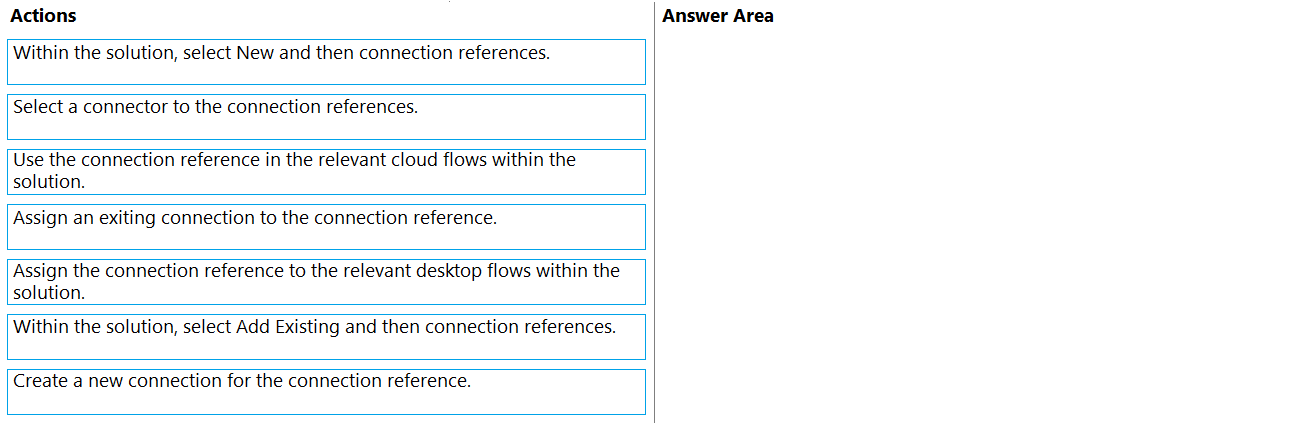 Actions
Answer Area
Within the solution, select New and then connection references.
Select a connector to the connection references.
Use the connection reference in the relevant cloud flows within the
solution.
Assign an exiting connection to the connection reference.
Assign the connection reference to the relevant desktop flows within the
solution.
Within the solution, select Add Existing and then connection references.
Create a new connection for the connection reference.